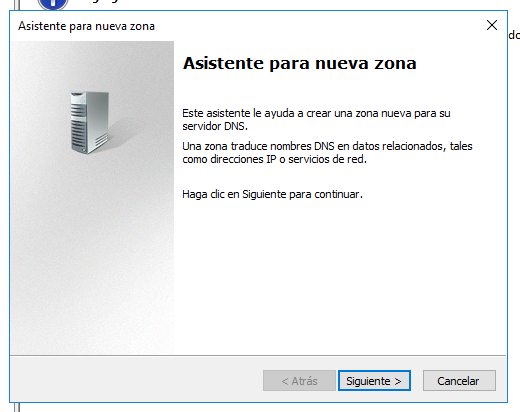 Asistente para nueva zona
do
Asistente para nueva zona
Este asistente le ayuda a crear una zona nueva para su
servidor DNS.
Una zona traduce nombres DNS en datos relacionados, tales
como direcciones IP o servicios de red.
Haga clic en Siguiente para continuar.
< Atrás
Siguiente >
Cancelar